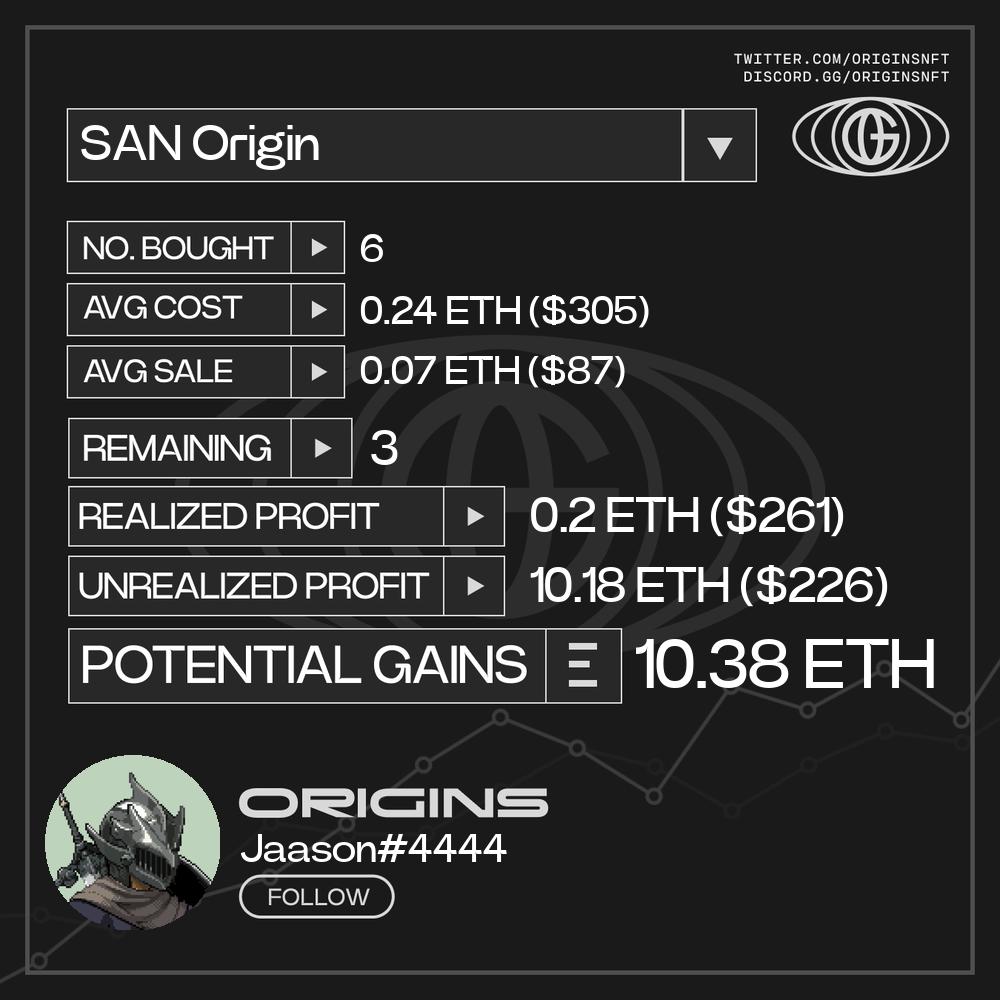 TWITTER.COM/ORIGINSNFT
DISCORD.GG/ORIGINSNFT
SAN Origin
NO. BOUGHT 6
AVG COST 0.24 ETH ($305)
AVG SALE 0.07 ETH ($87)
REMAINING 3
REALIZED PROFIT 0.2 ETH ($261)
UNREALIZED PROFIT 10.18 ETH ($226)
POTENTIAL GAINS 10.38 ETH
ORIGINS
Jaason#4444
FOLLOW